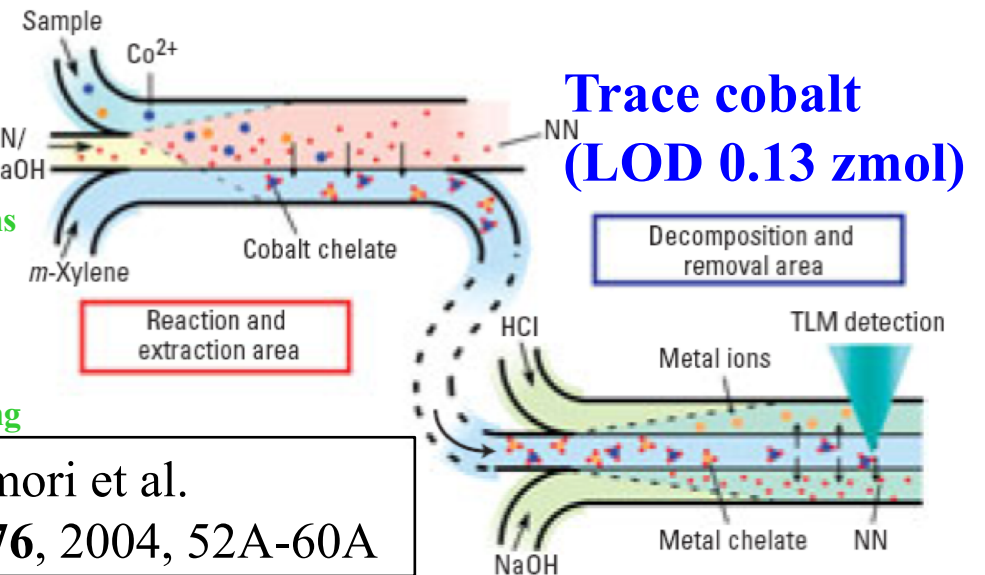 Sample
Co2+
Trace cobalt
(LOD 0.13 zmol)
NN
N/
aOH
Cobalt chelate
m-Xylene
Reaction and
extraction area
Decomposition and
removal area
HCl
TLM detection
Metal ions
mori et al.
76, 2004, 52A-60A
Metal chelate
NN
NaOH